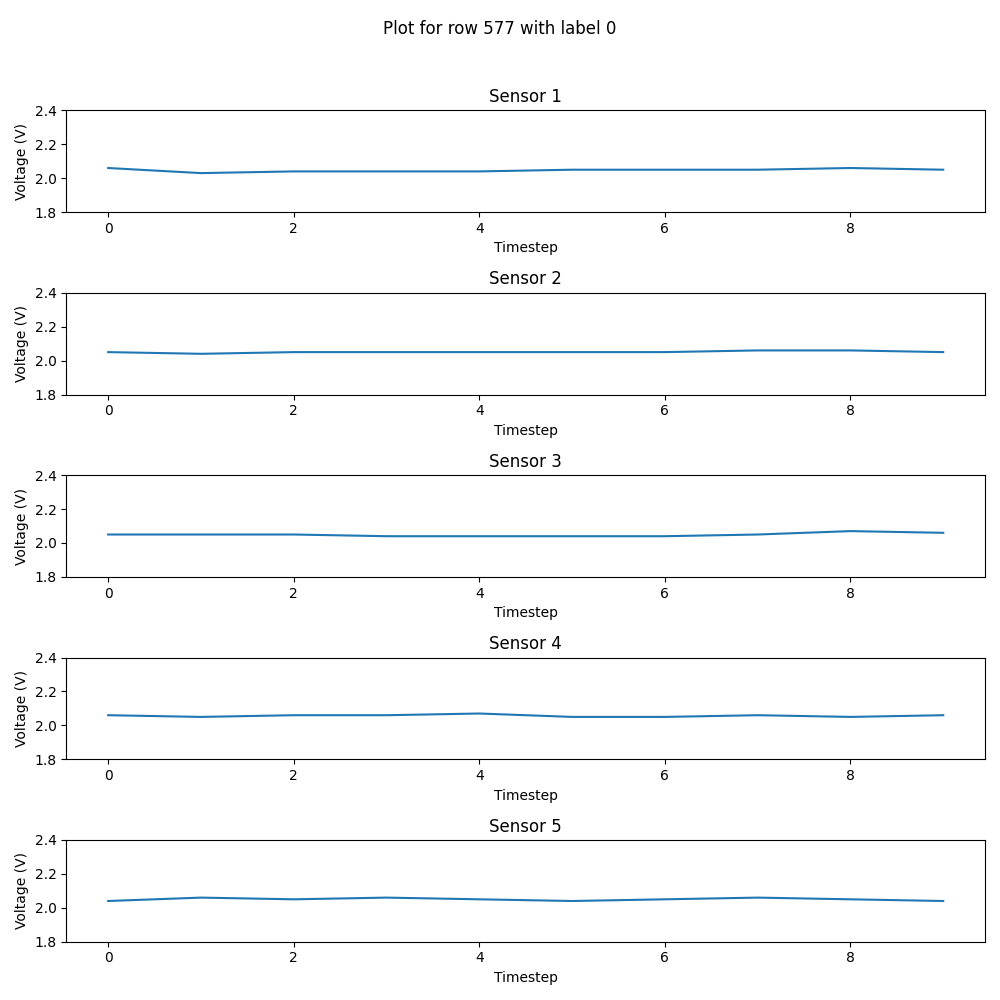 Plot for row 577 with label 0
Sensor 1
Voltage (V)
2.4
2.2
2.0
1.8
0 2 4 6 8
Timestep
Sensor 2
Voltage (V)
2.4
2.2
2.0
1.8
0 2 4 6 8
Timestep
Sensor 3
Voltage (V)
2.4
2.2
2.0
1.8
0 2 4 6 8
Timestep
Sensor 4
Voltage (V)
2.4
2.2
2.0
1.8
0 2 4 6 8
Timestep
Sensor 5
Voltage (V)
2.4
2.2
2.0
1.8
0 2 4 6 8
Timestep